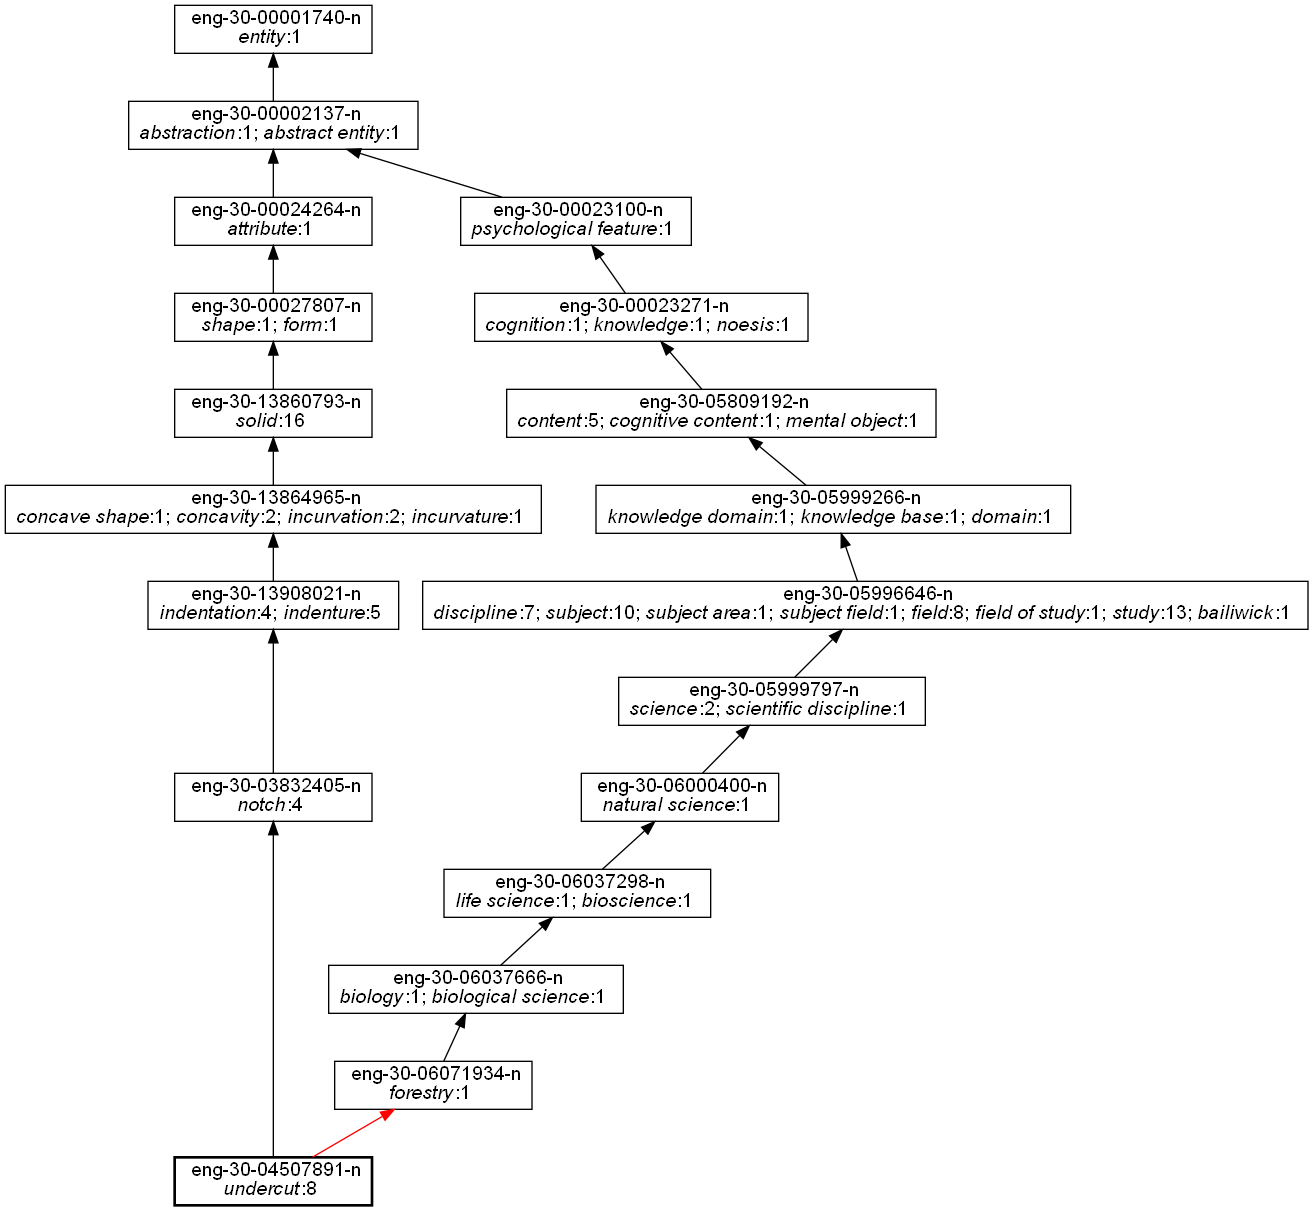 eng-30-00001740-n
entity:1
eng-30-00002137-n
abstraction:1; abstract entity:1
eng-30-00024264-n
attribute:1
eng-30-00023100-n
psychological feature:1
eng-30-00027807-n
shape:1; form:1
eng-30-00023271-n
cognition:1; knowledge:1; noesis:1
eng-30-13860793-n
solid:16
eng-30-05809192-n
content:5; cognitive content:1; mental object:1
eng-30-13864965-n
concave shape:1; concavity:2; incurvation:2; incurvature:1
eng-30-05999266-n
knowledge domain:1; knowledge base:1; domain:1
eng-30-13908021-n
indentation:4; indenture:5
eng-30-05996646-n
discipline:7; subject:10; subject area:1; subject field:1; field:8; field of study:1; study:13; bailiwick:1
eng-30-05999797-n
science:2; scientific discipline:1
eng-30-03832405-n
notch:4
eng-30-06000400-n
natural science:1
eng-30-06037298-n
life science:1; bioscience:1
eng-30-06037666-n
biology:1; biological science:1
eng-30-06071934-n
forestry:1
eng-30-04507891-n
undercut:8